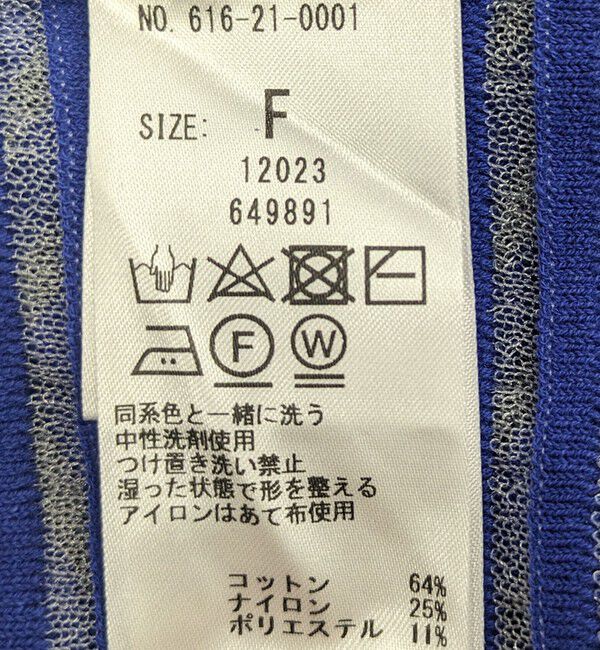 NO. 616-21-0001
SIZE: F
12023
649891
F W
同系色と一緒に洗う
中性洗剤使用
つけ置き洗い禁止
湿った状態で形を整える
アイロンはあて布使用
コットン 64%
ナイロン 25%
ポリエステル 11%